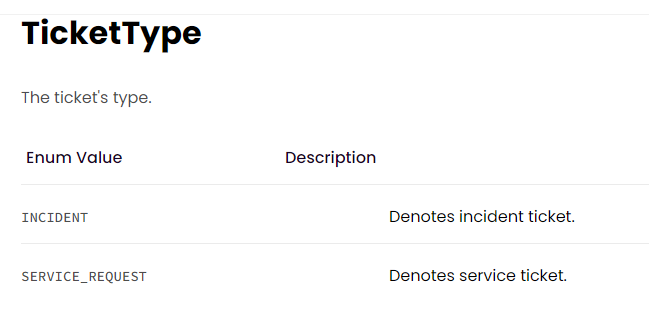 TicketType
The ticket's type.
Enum Value Description
INCIDENT Denotes incident ticket.
SERVICE_REQUEST Denotes service ticket.